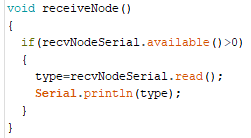 void receiveNode()
{
  if(recvNodeSerial.available()>0)
  {
    type=recvNodeSerial.read();
    Serial.println(type);
  }
}